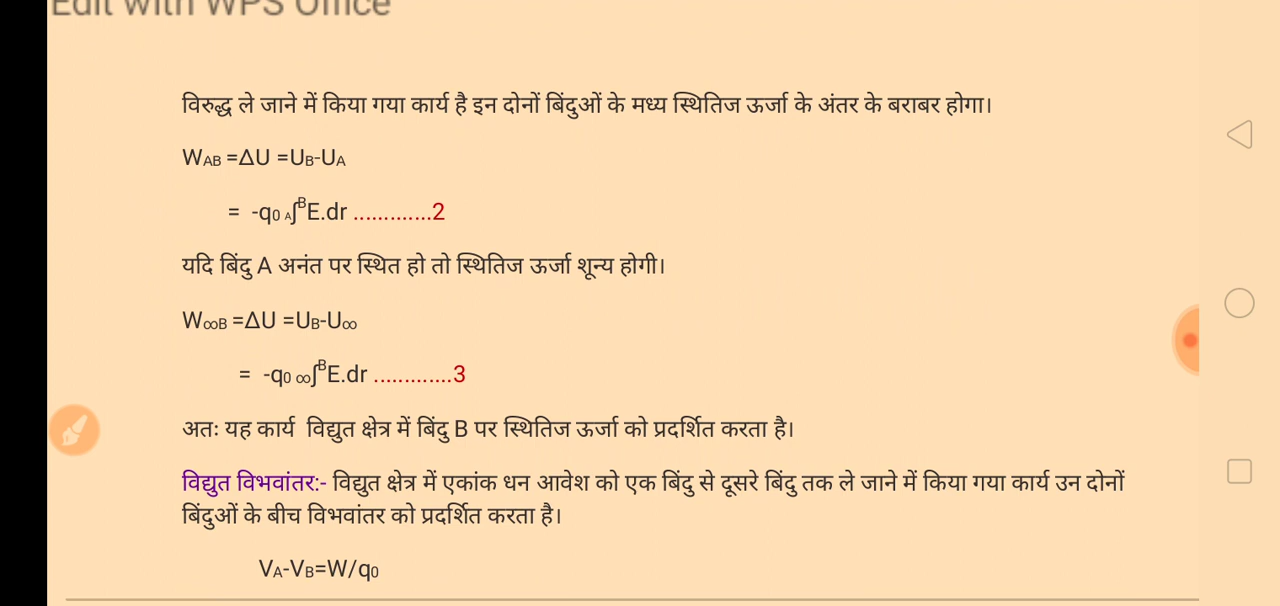 Edit with WPS Office
विरुद्ध ले जाने में किया गया कार्य है इन दोनों बिंदुओं के मध्य स्थितिज ऊर्जा के अंतर के बराबर होगा।
WAB =ΔU =UB-UA
= -q0 A∫ᴮE.dr .............2
यदि बिंदु A अनंत पर स्थित हो तो स्थितिज ऊर्जा शून्य होगी।
W∞B =ΔU =UB-U∞
= -q0 ∞∫ᴮE.dr .............3
अतः यह कार्य विद्युत क्षेत्र में बिंदु B पर स्थितिज ऊर्जा को प्रदर्शित करता है।
विद्युत विभवांतर:- विद्युत क्षेत्र में एकांक धन आवेश को एक बिंदु से दूसरे बिंदु तक ले जाने में किया गया कार्य उन दोनों
बिंदुओं के बीच विभवांतर को प्रदर्शित करता है।
VA-VB=W/q0